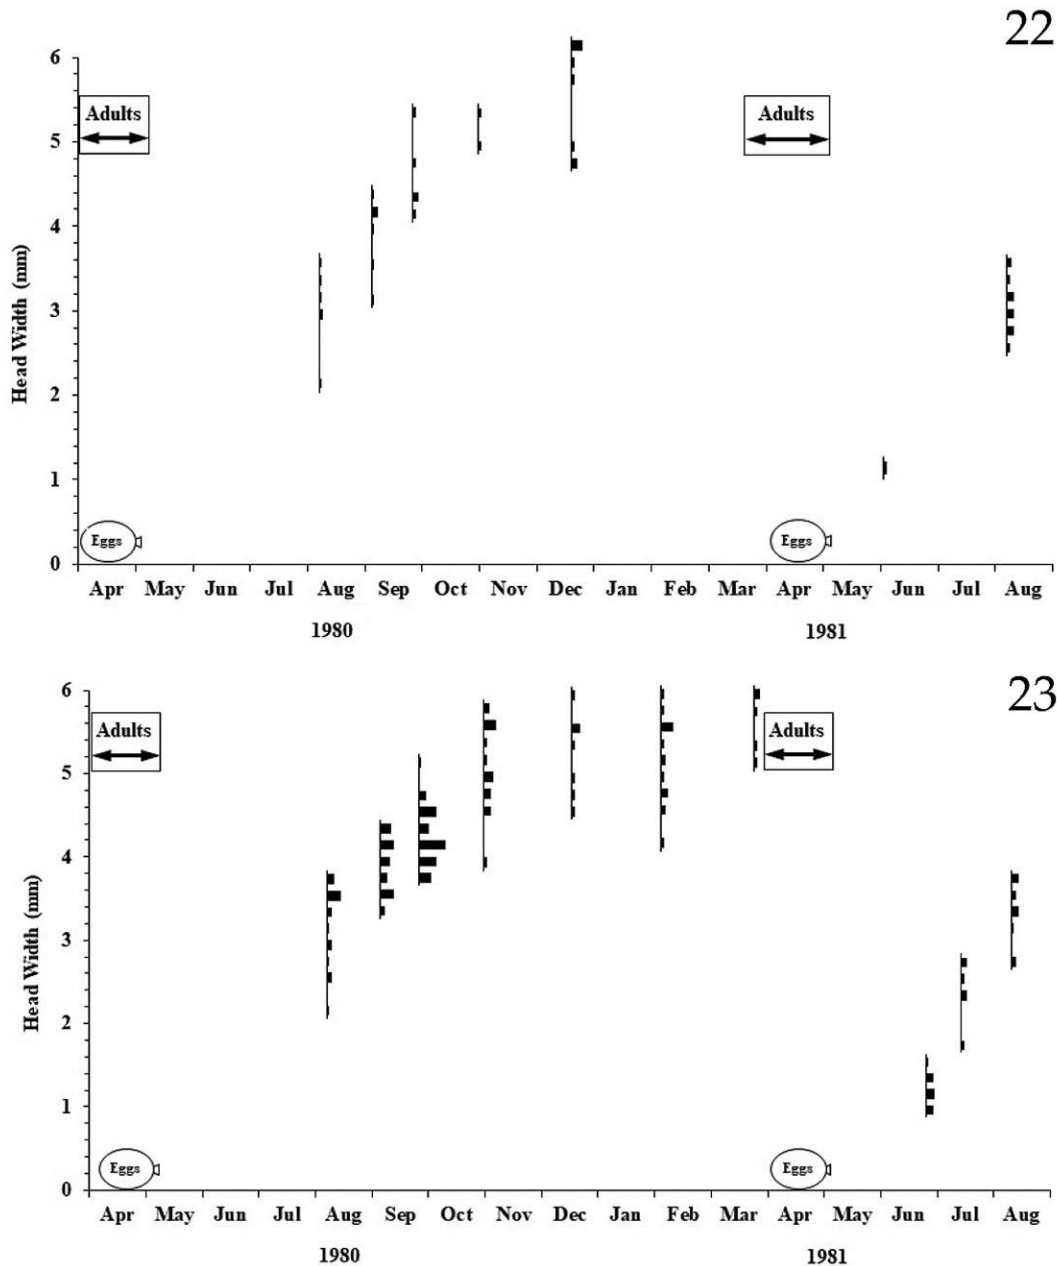 22
6
Adults
Adults
5
4
Head Width (mm)
3
2
1
Eggs
Eggs
0
Apr May Jun Jul Aug Sep Oct Nov Dec Jan Feb Mar Apr May Jun Jul Aug
1980 1981
23
6
Adults
Adults
5
4
Head Width (mm)
3
2
1
Eggs
Eggs
0
Apr May Jun Jul Aug Sep Oct Nov Dec Jan Feb Mar Apr May Jun Jul Aug
1980 1981